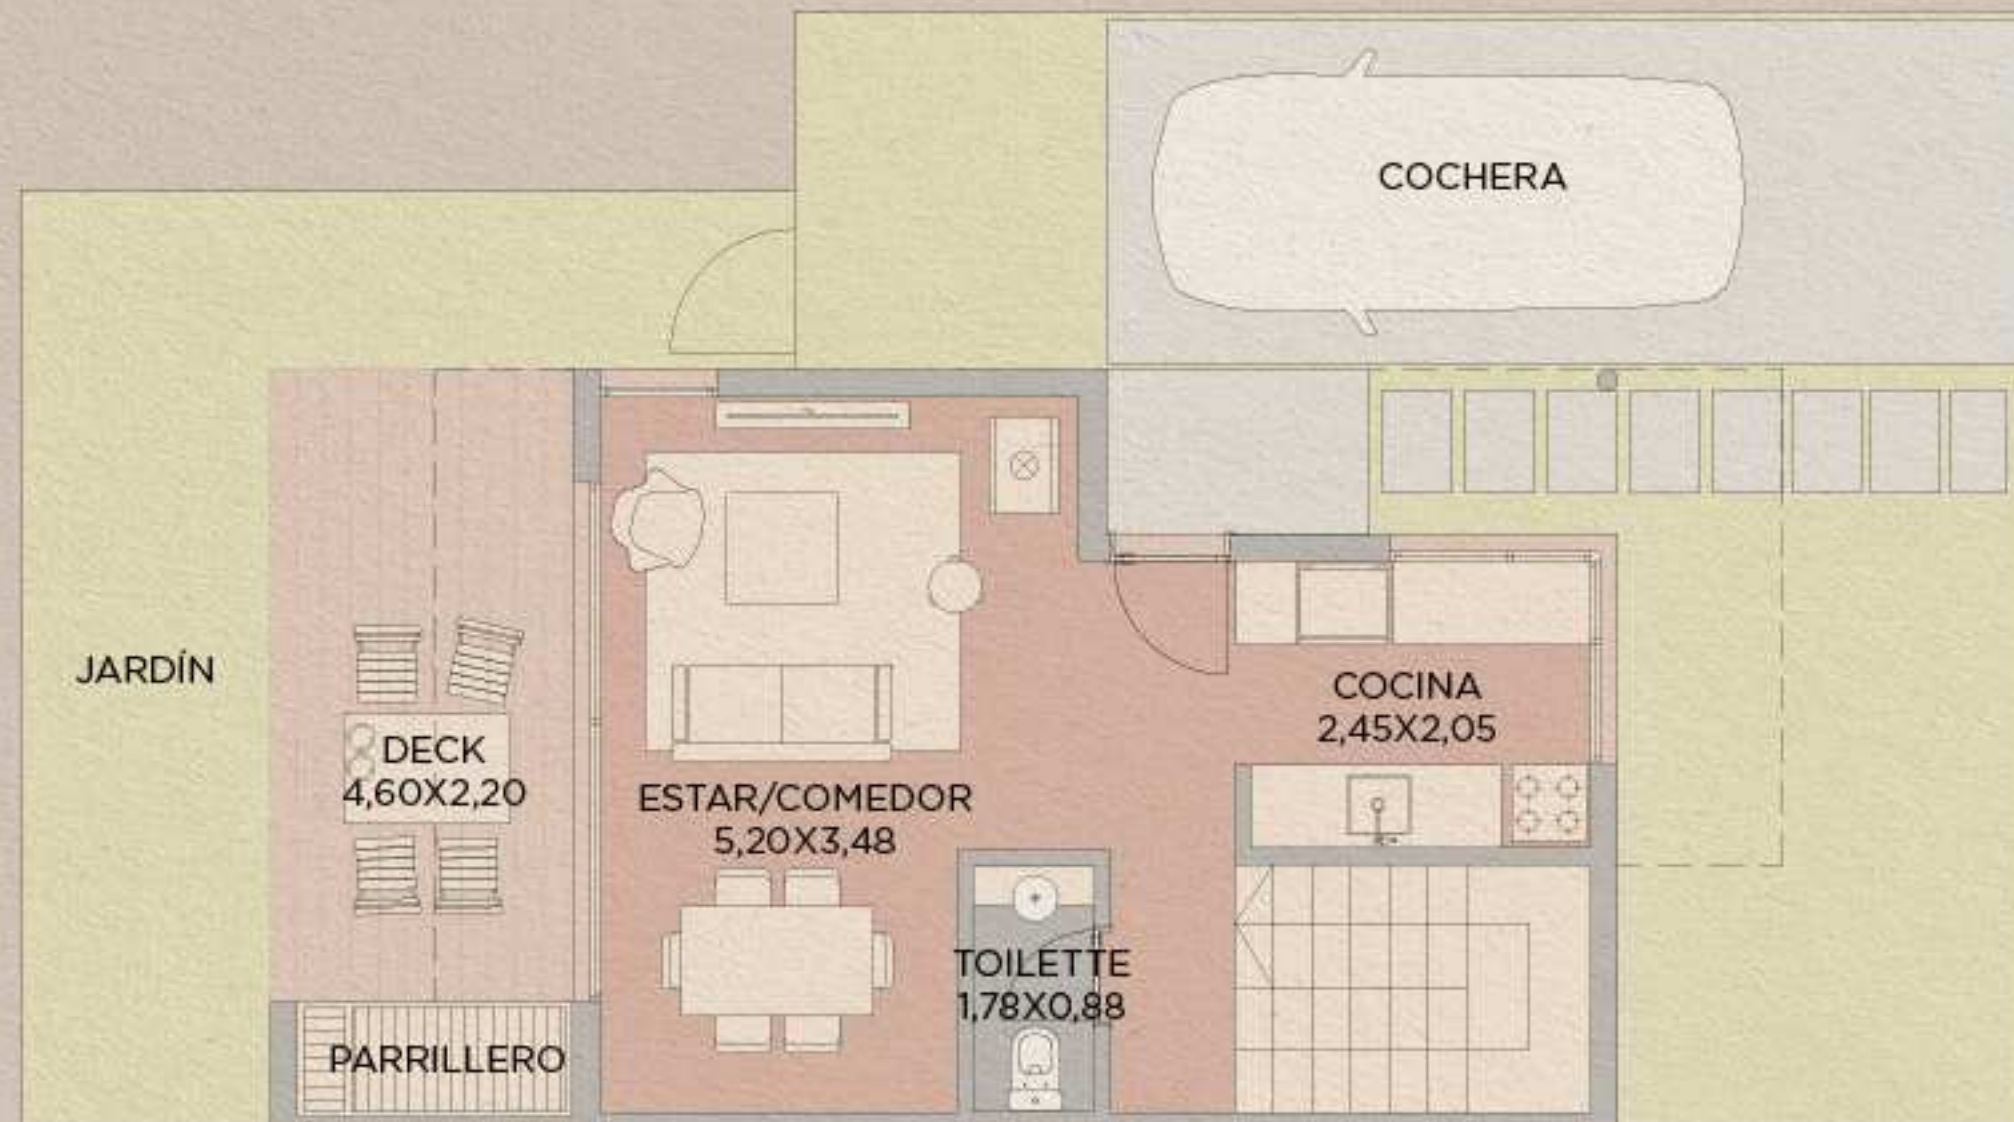 COCHERA
JARDÍN
DECK
4,60X2,20
COCINA
2,45X2,05
ESTAR/COMEDOR
5,20X3,48
TOILETTE
1,78X0,88
PARRILLERO